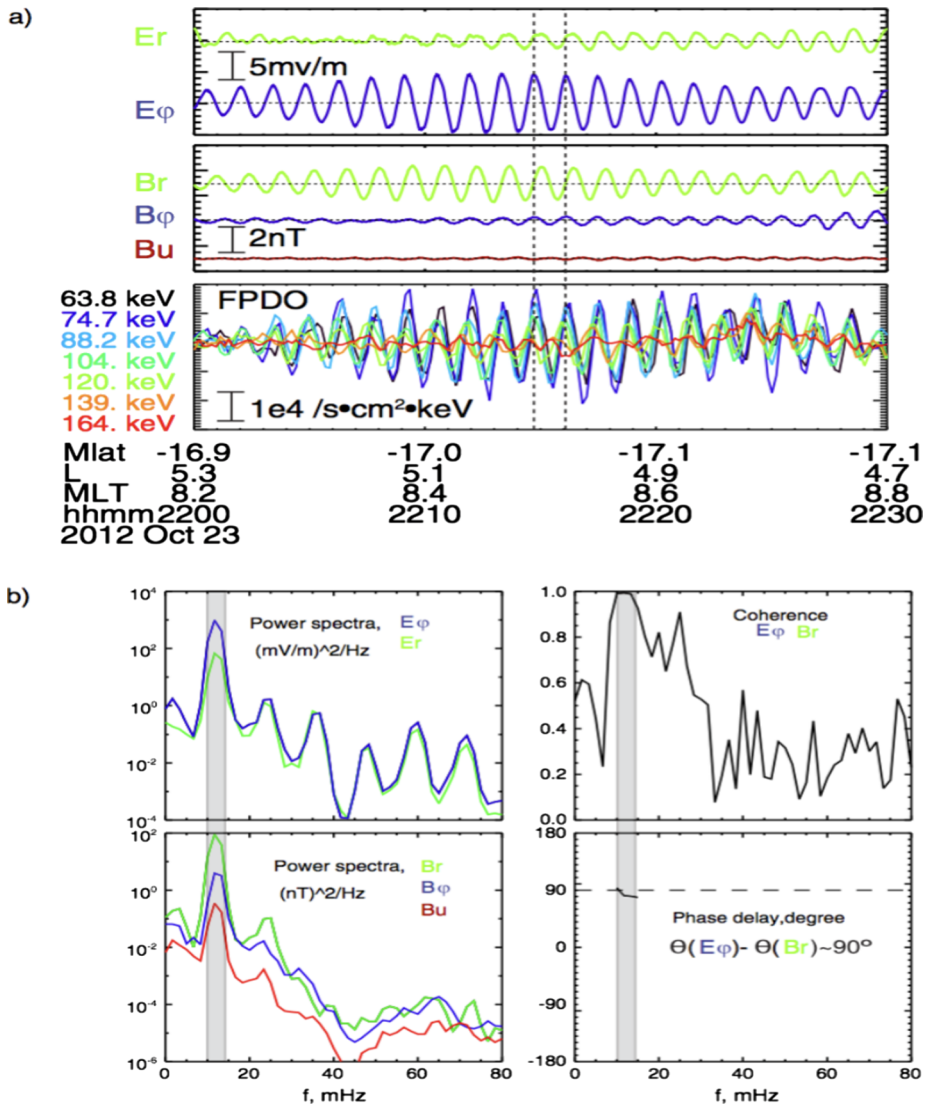 a)
Er
5mv/m
Eφ
Br
Bφ
2nT
Bu
63.8 keV
74.7 keV
88.2 keV
104. keV
120. keV
139. keV
164. keV
FPDO
1e4 /s•cm²•keV
Mlat -16.9 -17.0 -17.1 -17.1
L 5.3 5.1 4.9 4.7
MLT 8.2 8.4 8.6 8.8
hhmm 2200 2210 2220 2230
2012 Oct 23
b)
10⁴
10²
10⁰
10⁻²
10⁻⁴
Power spectra, Eφ
(mV/m)^2/Hz Er
1.0
0.8
0.6
0.4
0.2
0.0
Coherence
Eφ Br
10²
10⁰
10⁻²
10⁻⁴
10⁻⁶
Power spectra, Br
(nT)^2/Hz Bφ
Bu
0 20 40 60 80
f, mHz
180
90
0
-90
-180
Phase delay,degree
Θ(Eφ)- Θ(Br)~90º
0 20 40 60 80
f, mHz